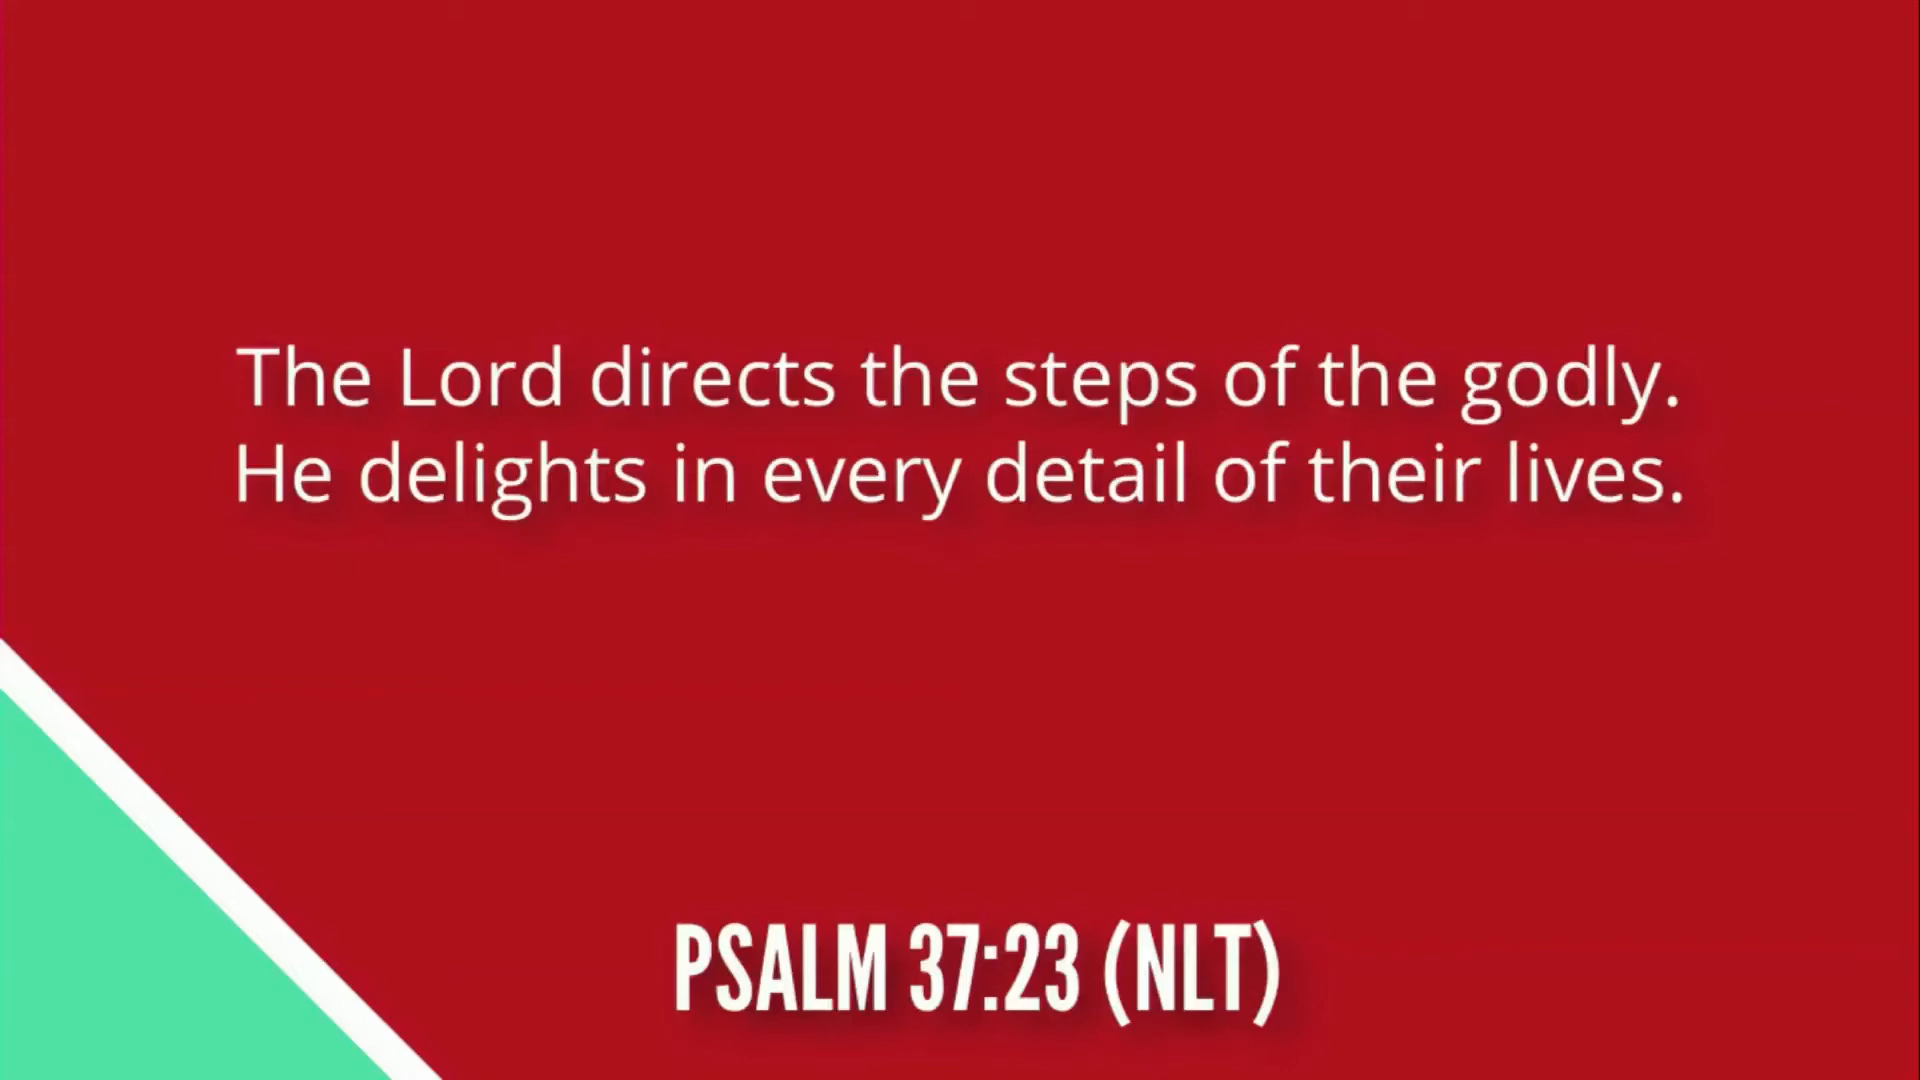 The Lord directs the steps of the godly.
He delights in every detail of their lives.
PSALM 37:23 (NLT)